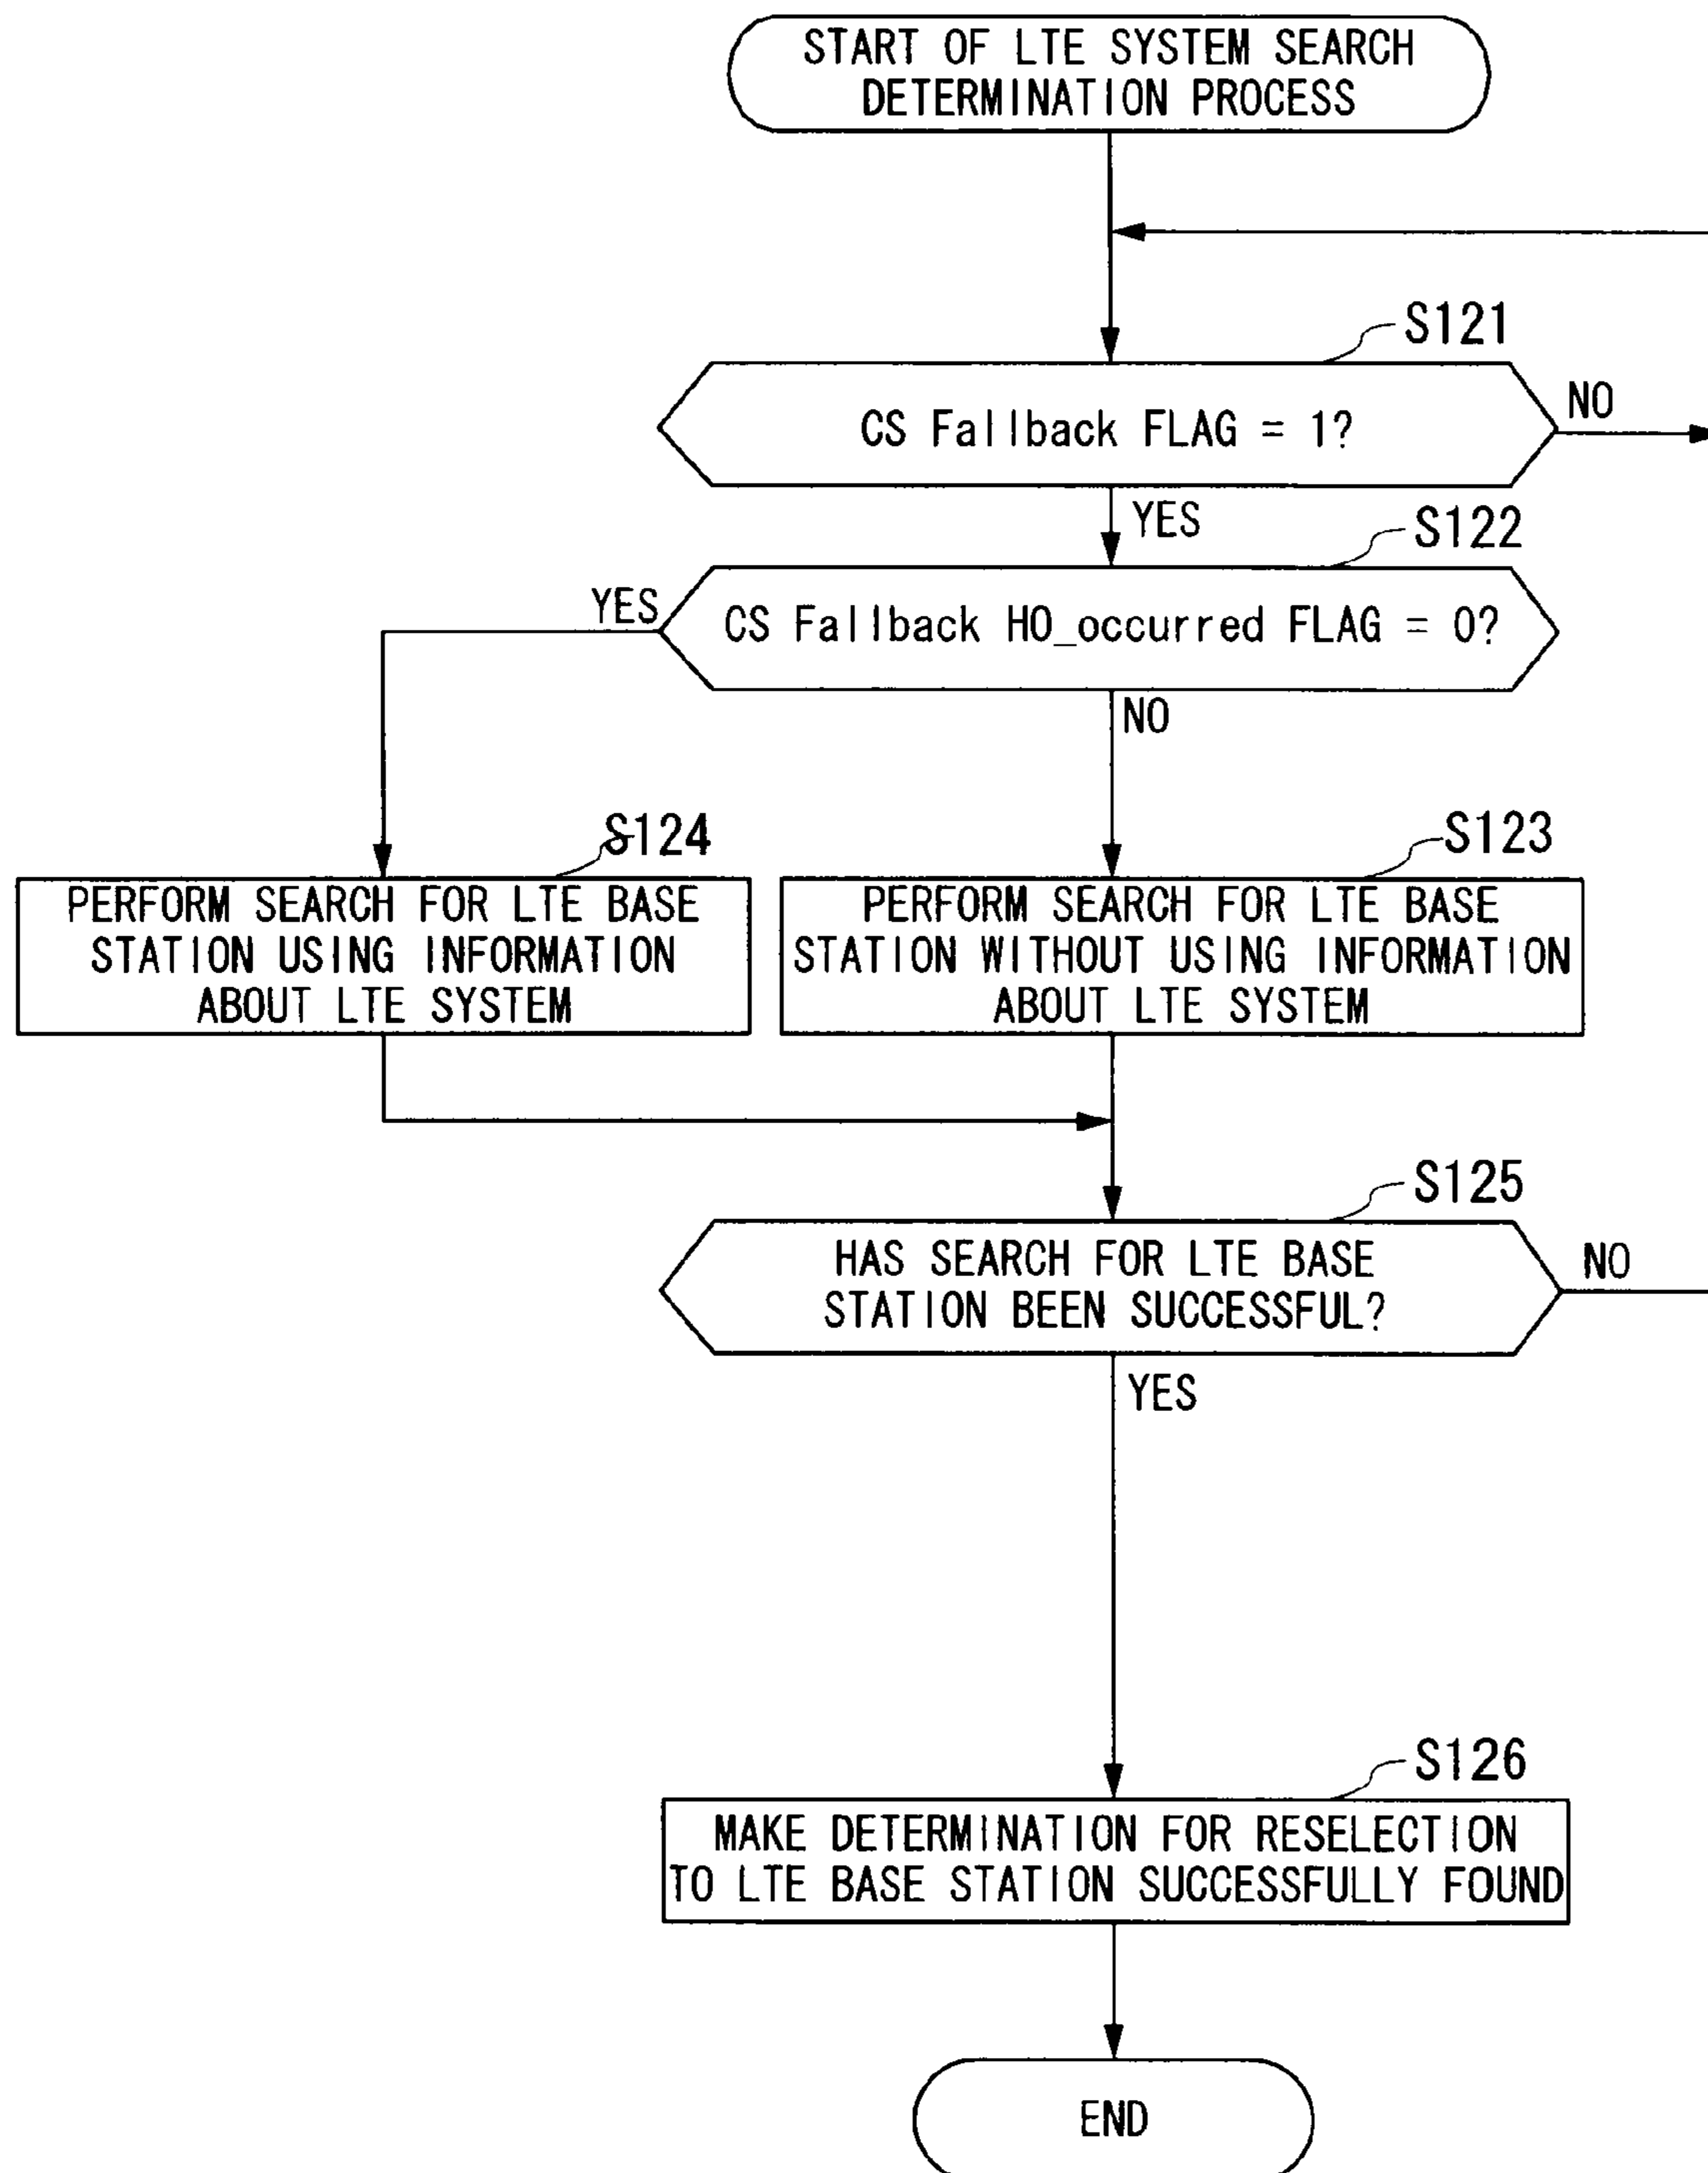 START OF LTE SYSTEM SEARCH
DETERMINATION PROCESS
S121
CS Fallback FLAG = 1?
NO
YES
S122
YES
CS Fallback HO_occurred FLAG = 0?
NO
S124
PERFORM SEARCH FOR LTE BASE
STATION USING INFORMATION
ABOUT LTE SYSTEM
S123
PERFORM SEARCH FOR LTE BASE
STATION WITHOUT USING INFORMATION
ABOUT LTE SYSTEM
S125
HAS SEARCH FOR LTE BASE
STATION BEEN SUCCESSFUL?
NO
YES
S126
MAKE DETERMINATION FOR RESELECTION
TO LTE BASE STATION SUCCESSFULLY FOUND
END